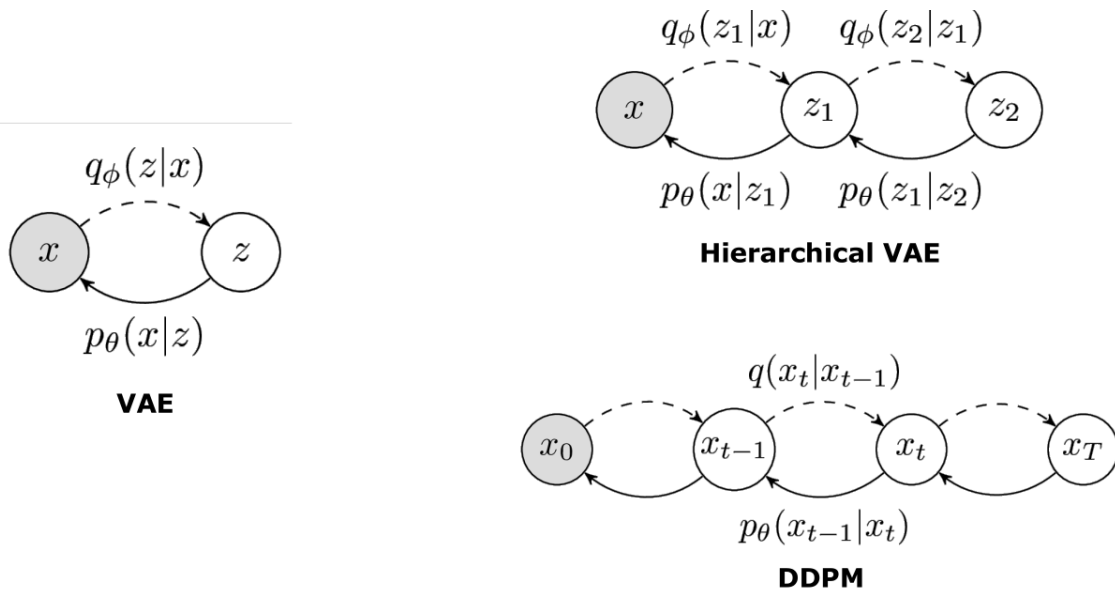 q_ϕ(z|x)
x
z
p_θ(x|z)
VAE
q_ϕ(z_1|x) q_ϕ(z_2|z_1)
x z_1 z_2
p_θ(x|z_1) p_θ(z_1|z_2)
Hierarchical VAE
q(x_t|x_{t−1})
x_0 x_{t−1} x_t x_T
p_θ(x_{t−1}|x_t)
DDPM